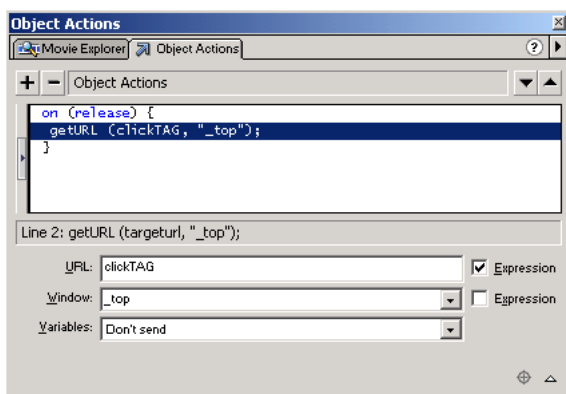 Object Actions
Movie Explorer Object Actions ?
+ − Object Actions
on (release) {
getURL (clickTAG, "_top");
}
Line 2: getURL (targeturl, "_top");
URL: clickTAG Expression
Window: _top Expression
Variables: Don't send